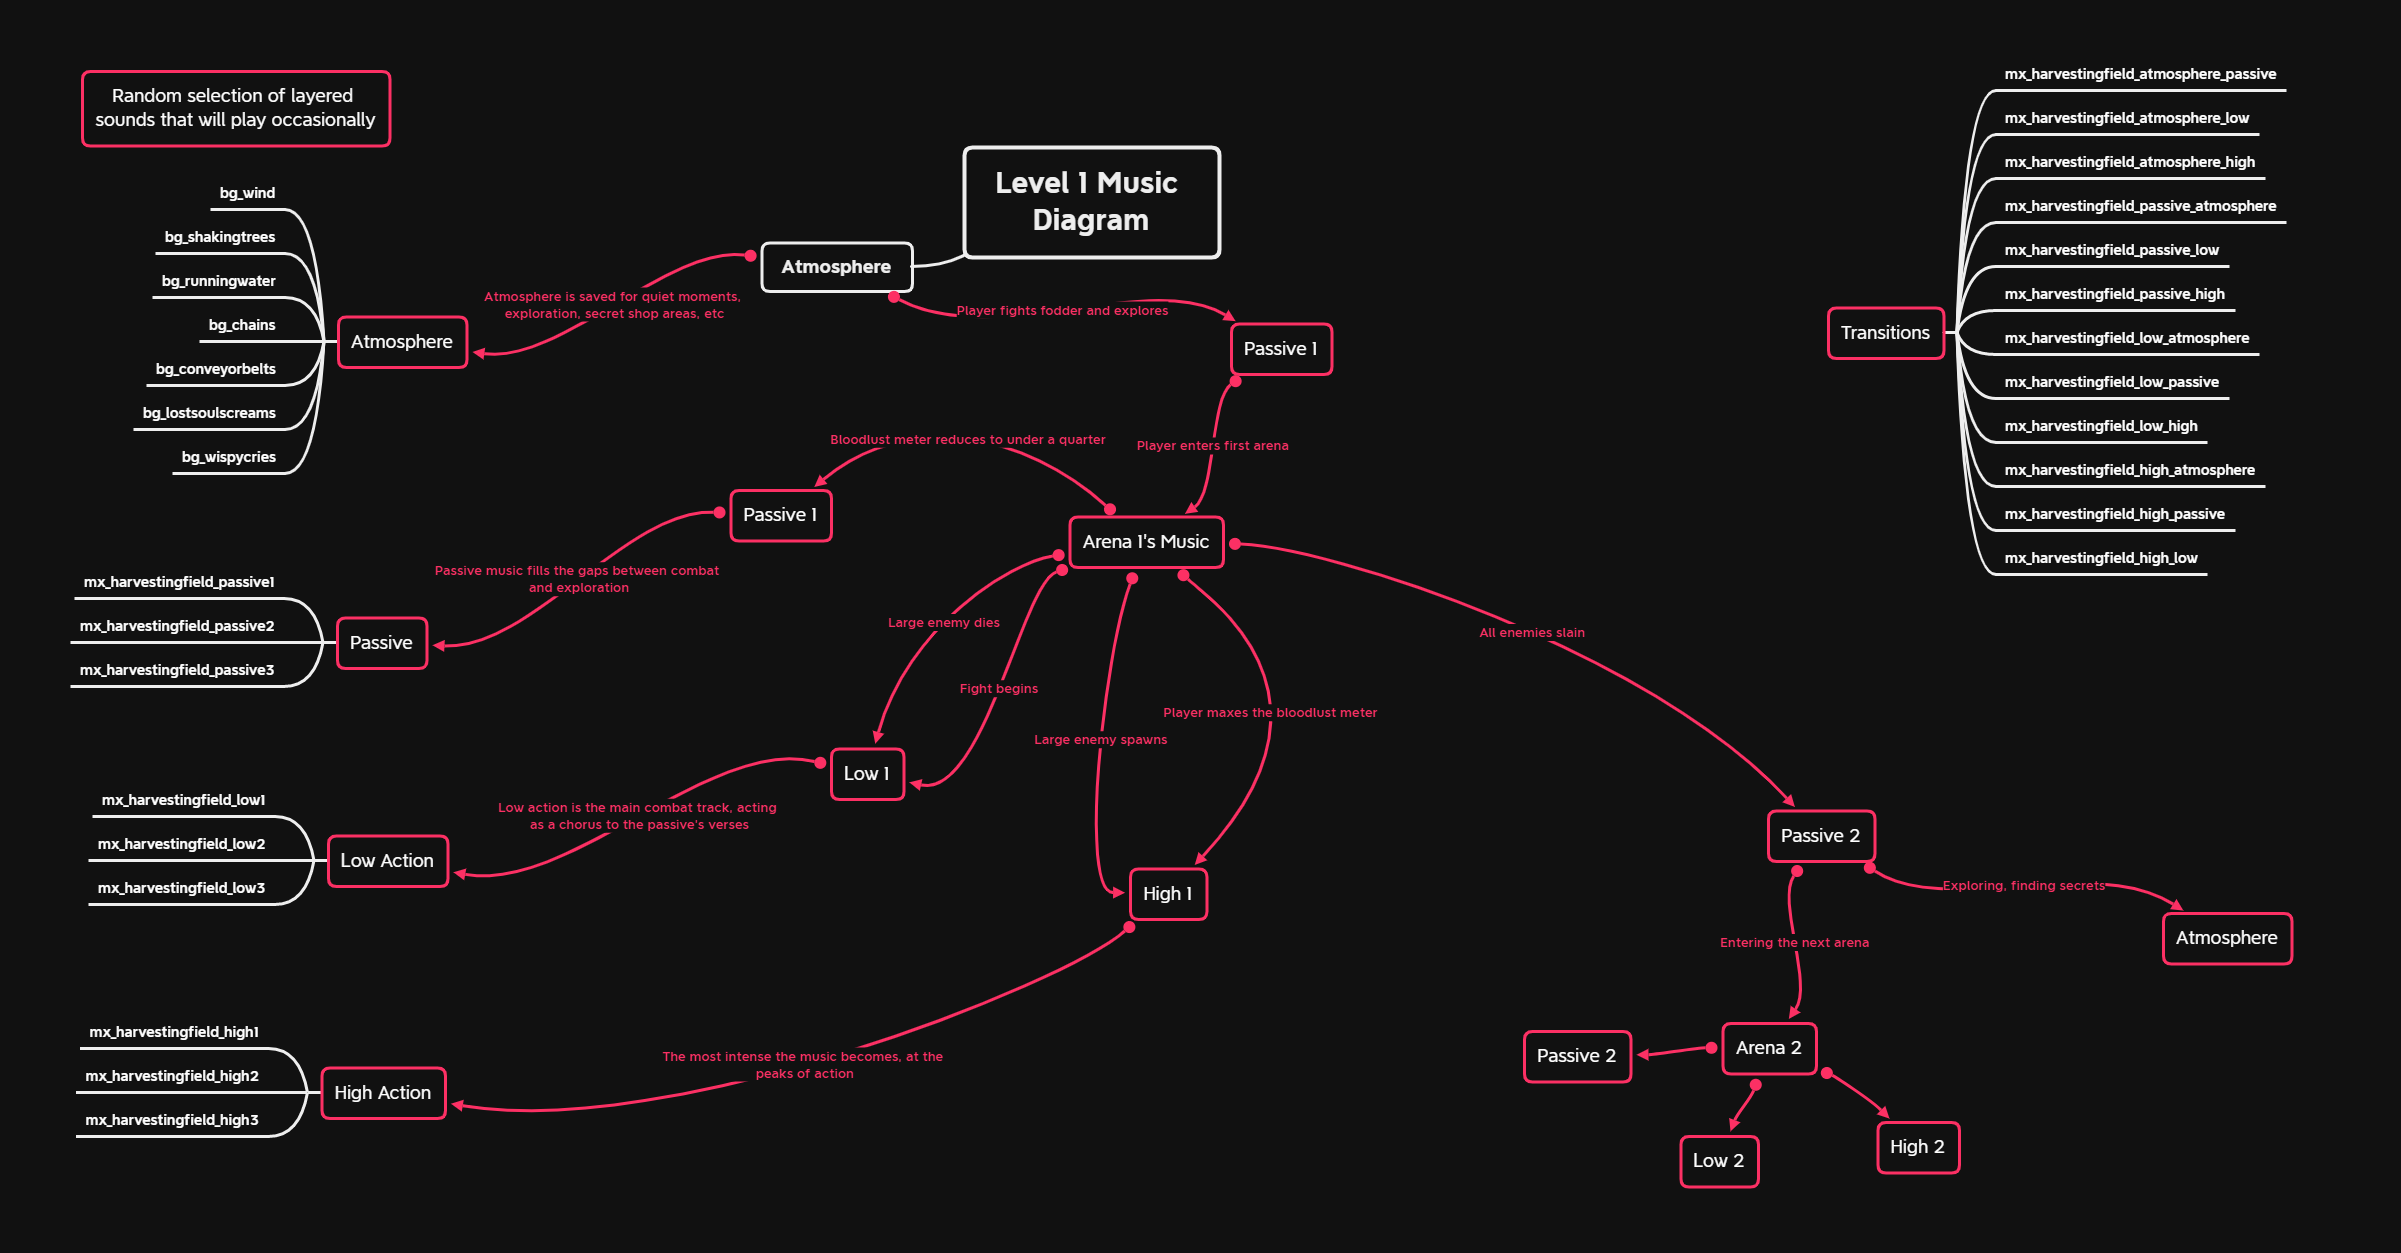 Random selection of layered
sounds that will play occasionally
Level 1 Music
Diagram
Atmosphere
bg_wind
bg_shakingtrees
bg_runningwater
bg_chains
bg_conveyorbelts
bg_lostsoulscreams
bg_wispycries
Atmosphere
Atmosphere is saved for quiet moments,
exploration, secret shop areas, etc
Player fights fodder and explores
Passive 1
Player enters first arena
Bloodlust meter reduces to under a quarter
Passive 1
Arena 1's Music
Passive music fills the gaps between combat
and exploration
mx_harvestingfield_passive1
mx_harvestingfield_passive2
mx_harvestingfield_passive3
Passive
Large enemy dies
Fight begins
Large enemy spawns
Player maxes the bloodlust meter
All enemies slain
Low 1
Low action is the main combat track, acting
as a chorus to the passive's verses
mx_harvestingfield_low1
mx_harvestingfield_low2
mx_harvestingfield_low3
Low Action
High 1
The most intense the music becomes, at the
peaks of action
mx_harvestingfield_high1
mx_harvestingfield_high2
mx_harvestingfield_high3
High Action
Transitions
mx_harvestingfield_atmosphere_passive
mx_harvestingfield_atmosphere_low
mx_harvestingfield_atmosphere_high
mx_harvestingfield_passive_atmosphere
mx_harvestingfield_passive_low
mx_harvestingfield_passive_high
mx_harvestingfield_low_atmosphere
mx_harvestingfield_low_passive
mx_harvestingfield_low_high
mx_harvestingfield_high_atmosphere
mx_harvestingfield_high_passive
mx_harvestingfield_high_low
Passive 2
Exploring, finding secrets
Atmosphere
Entering the next arena
Arena 2
Passive 2
Low 2
High 2